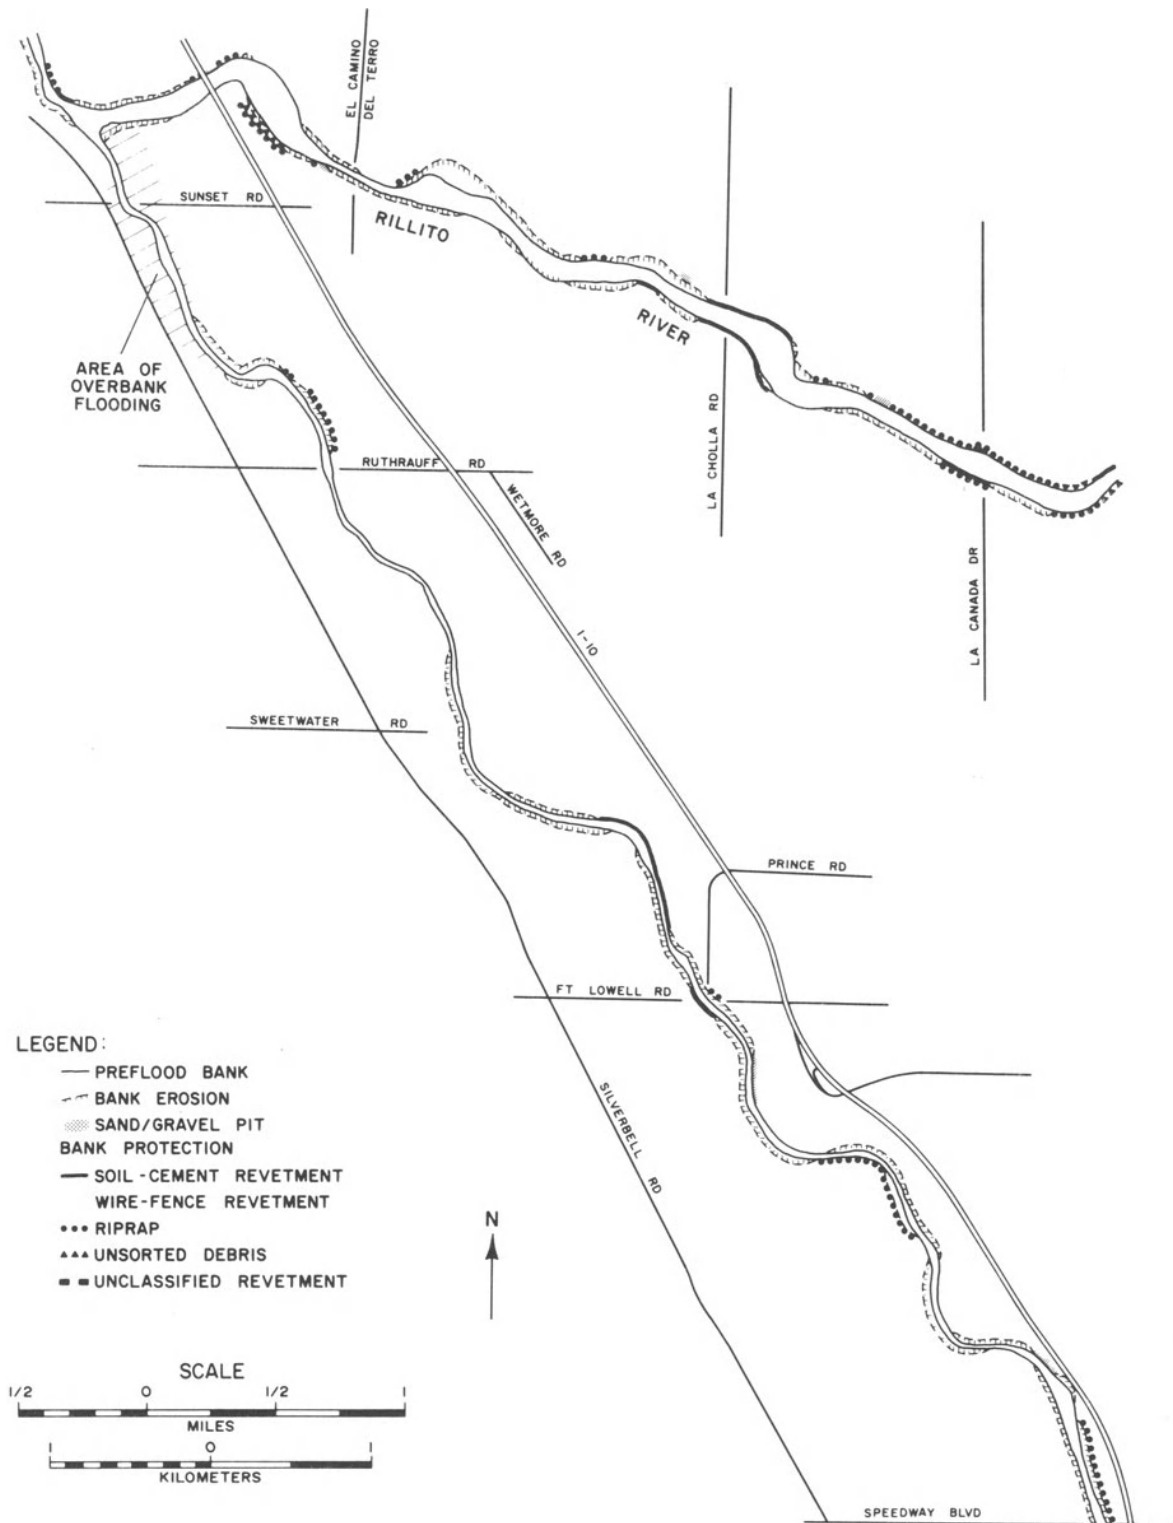 EL CAMINO
DEL TERRO
SUNSET RD
RILLITO
RIVER
AREA OF
OVERBANK
FLOODING
LA CHOLLA RD
RUTHRAUFF RD
WETMORE RD
LA CANADA DR
I-10
SWEETWATER RD
PRINCE RD
FT LOWELL RD
SILVERBELL RD
LEGEND:
PREFLOOD BANK
BANK EROSION
SAND/GRAVEL PIT
BANK PROTECTION
SOIL-CEMENT REVETMENT
WIRE-FENCE REVETMENT
RIPRAP
UNSORTED DEBRIS
UNCLASSIFIED REVETMENT
N
SCALE
1/2 0 1/2 1
MILES
1 0 1
KILOMETERS
SPEEDWAY BLVD